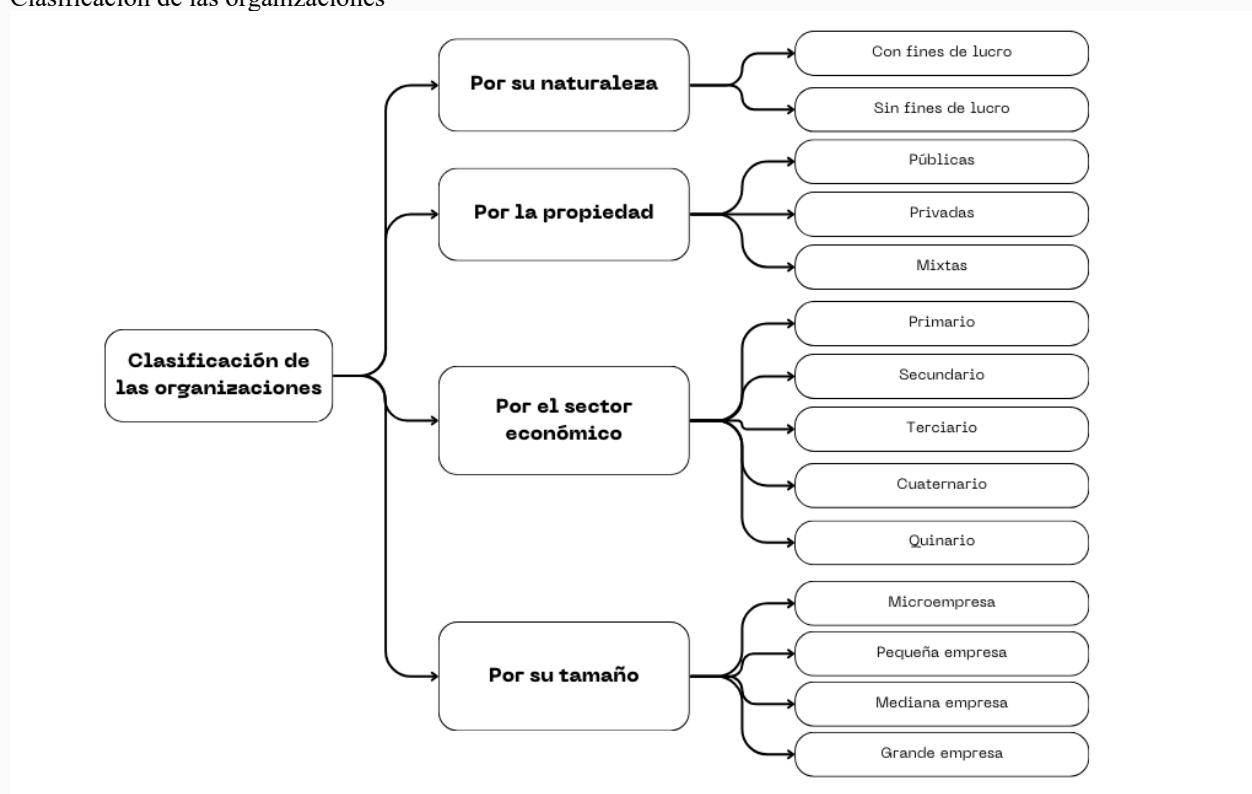 Clasificación de las organizaciones
Clasificación de
las organizaciones
Por su naturaleza
Con fines de lucro
Sin fines de lucro
Por la propiedad
Públicas
Privadas
Mixtas
Por el sector
económico
Primario
Secundario
Terciario
Cuaternario
Quinario
Por su tamaño
Microempresa
Pequeña empresa
Mediana empresa
Grande empresa